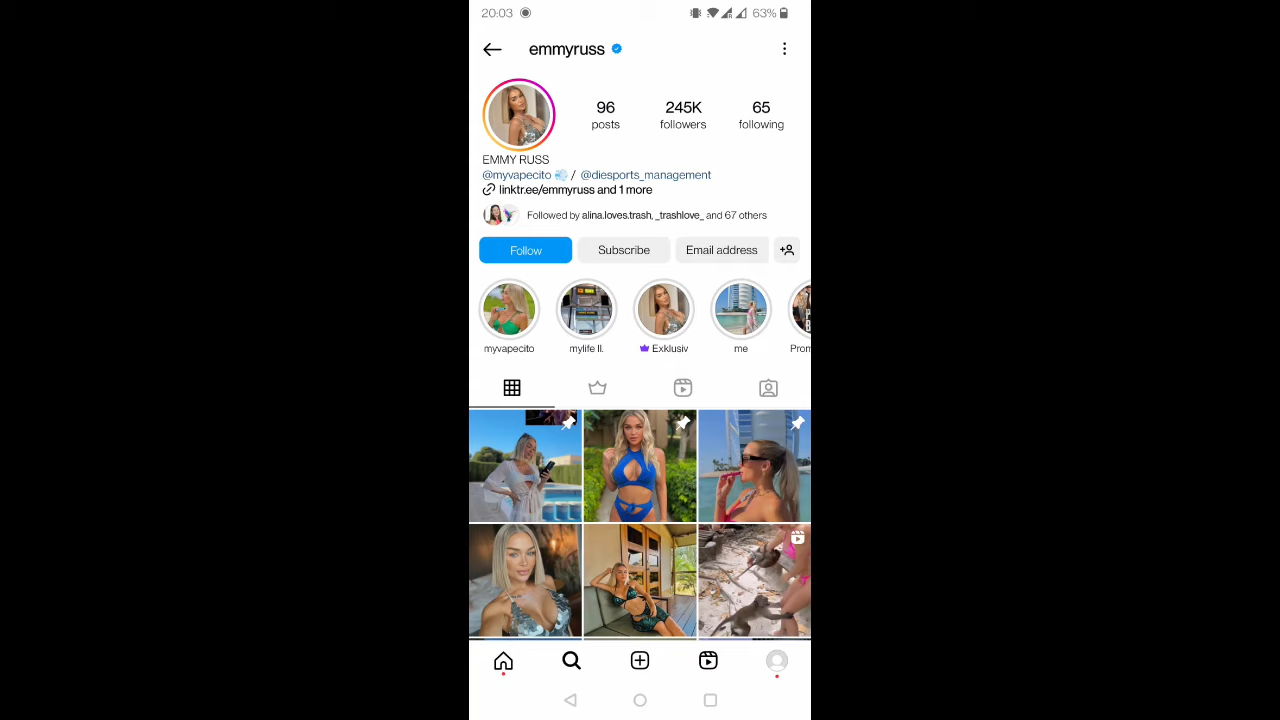 20:03 63%
emmyruss
96 245K 65
posts followers following
EMMY RUSS
@myvapecito 💨 / @diesports_management
linktr.ee/emmyruss and 1 more
Followed by alina.loves.trash, _trashlove_ and 67 others
Follow Subscribe Email address
myvapecito mylife II. Exklusiv me Prom